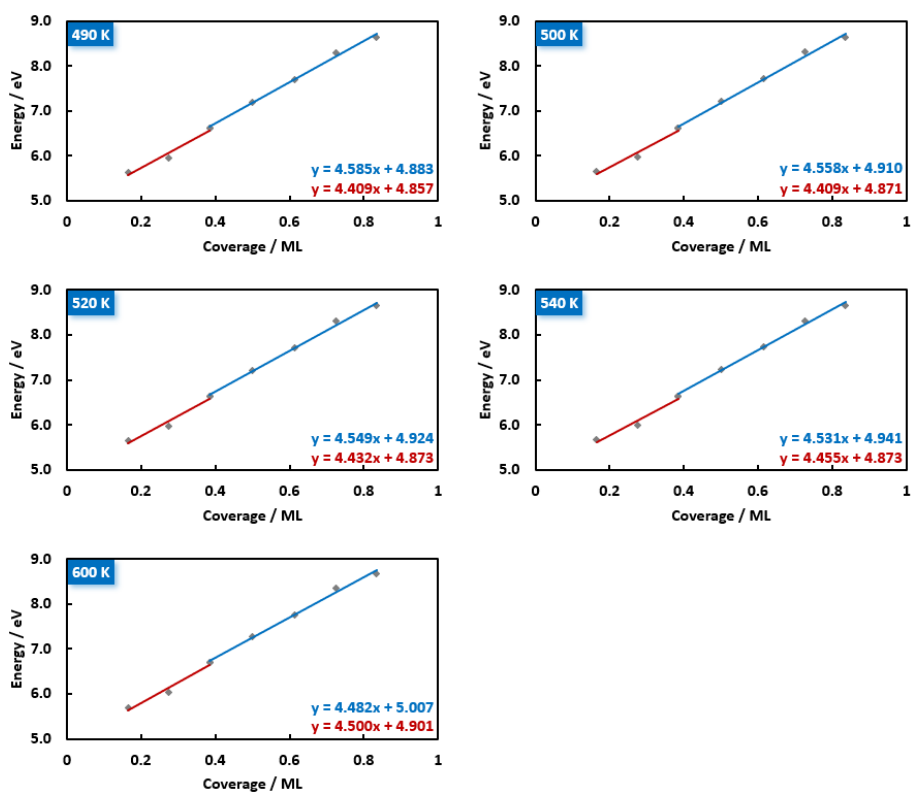 490 K
9.0
8.0
7.0
6.0
5.0
Energy / eV
y = 4.585x + 4.883
y = 4.409x + 4.857
0 0.2 0.4 0.6 0.8 1
Coverage / ML
500 K
9.0
8.0
7.0
6.0
5.0
Energy / eV
y = 4.558x + 4.910
y = 4.409x + 4.871
0 0.2 0.4 0.6 0.8 1
Coverage / ML
520 K
9.0
8.0
7.0
6.0
5.0
Energy / eV
y = 4.549x + 4.924
y = 4.432x + 4.873
0 0.2 0.4 0.6 0.8 1
Coverage / ML
540 K
9.0
8.0
7.0
6.0
5.0
Energy / eV
y = 4.531x + 4.941
y = 4.455x + 4.873
0 0.2 0.4 0.6 0.8 1
Coverage / ML
600 K
9.0
8.0
7.0
6.0
5.0
Energy / eV
y = 4.482x + 5.007
y = 4.500x + 4.901
0 0.2 0.4 0.6 0.8 1
Coverage / ML